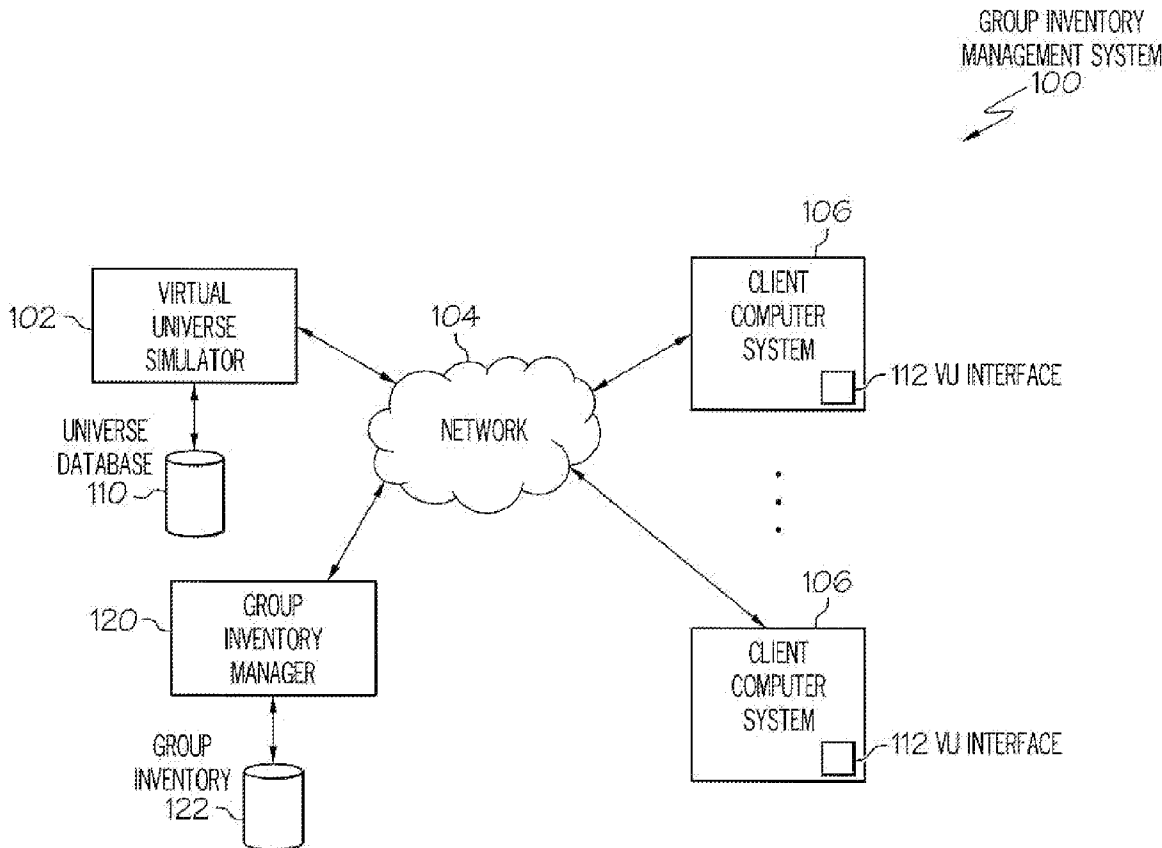 GROUP INVENTORY
MANAGEMENT SYSTEM
100
106
VIRTUAL
UNIVERSE
SIMULATOR
102
104
CLIENT
COMPUTER
SYSTEM
112 VU INTERFACE
NETWORK
UNIVERSE
DATABASE
110
106
120
GROUP
INVENTORY
MANAGER
CLIENT
COMPUTER
SYSTEM
112 VU INTERFACE
GROUP
INVENTORY
122